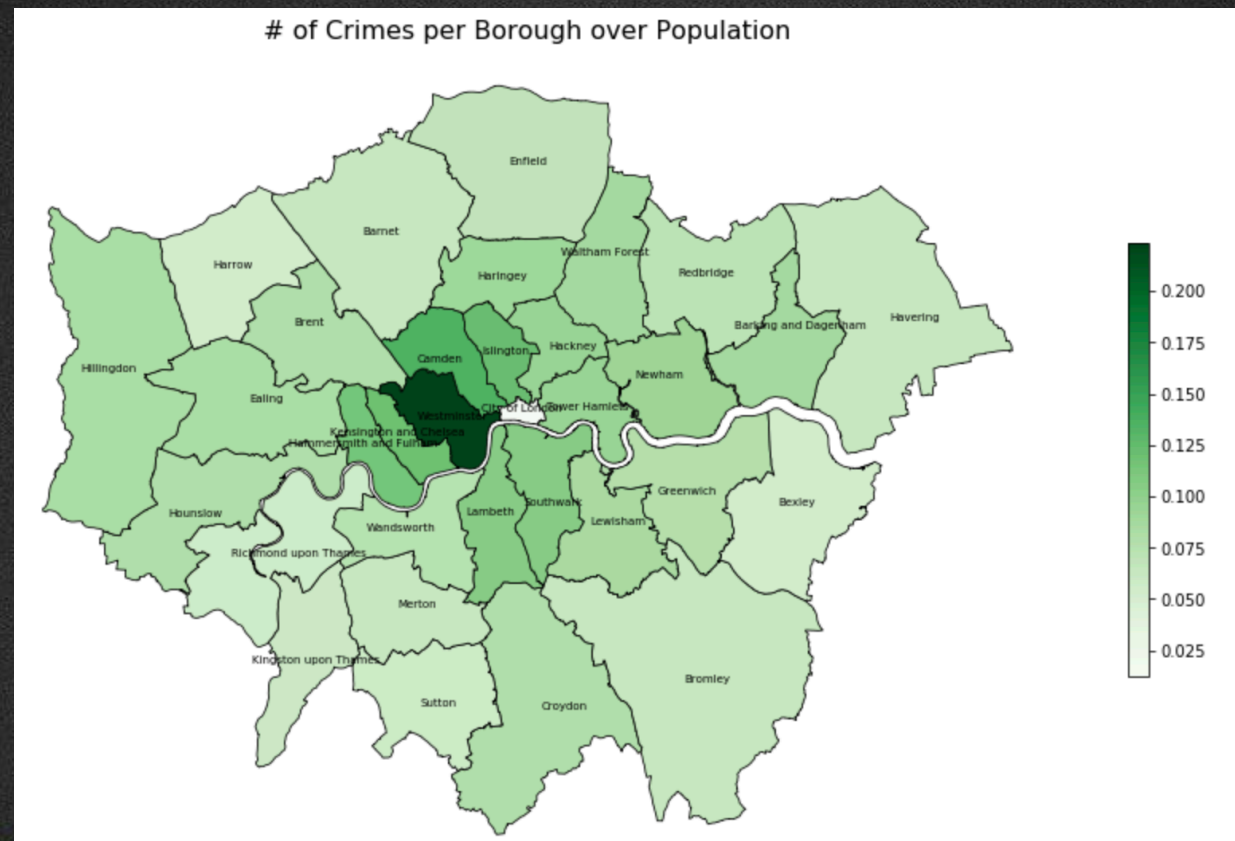 # of Crimes per Borough over Population
Enfield
Barnet
Waltham Forest
Harrow
Redbridge
Haringey
Havering
Brent
Barking and Dagenham
Hackney
Islington
Camden
Hillingdon
Newham
Ealing
City of London
Tower Hamlets
Westminster
Kensington and Chelsea
Hammersmith and Fulham
Greenwich
Bexley
Southwark
Lambeth
Hounslow
Lewisham
Wandsworth
Richmond upon Thames
Merton
Kingston upon Thames
Bromley
Sutton
Croydon
0.200
0.175
0.150
0.125
0.100
0.075
0.050
0.025